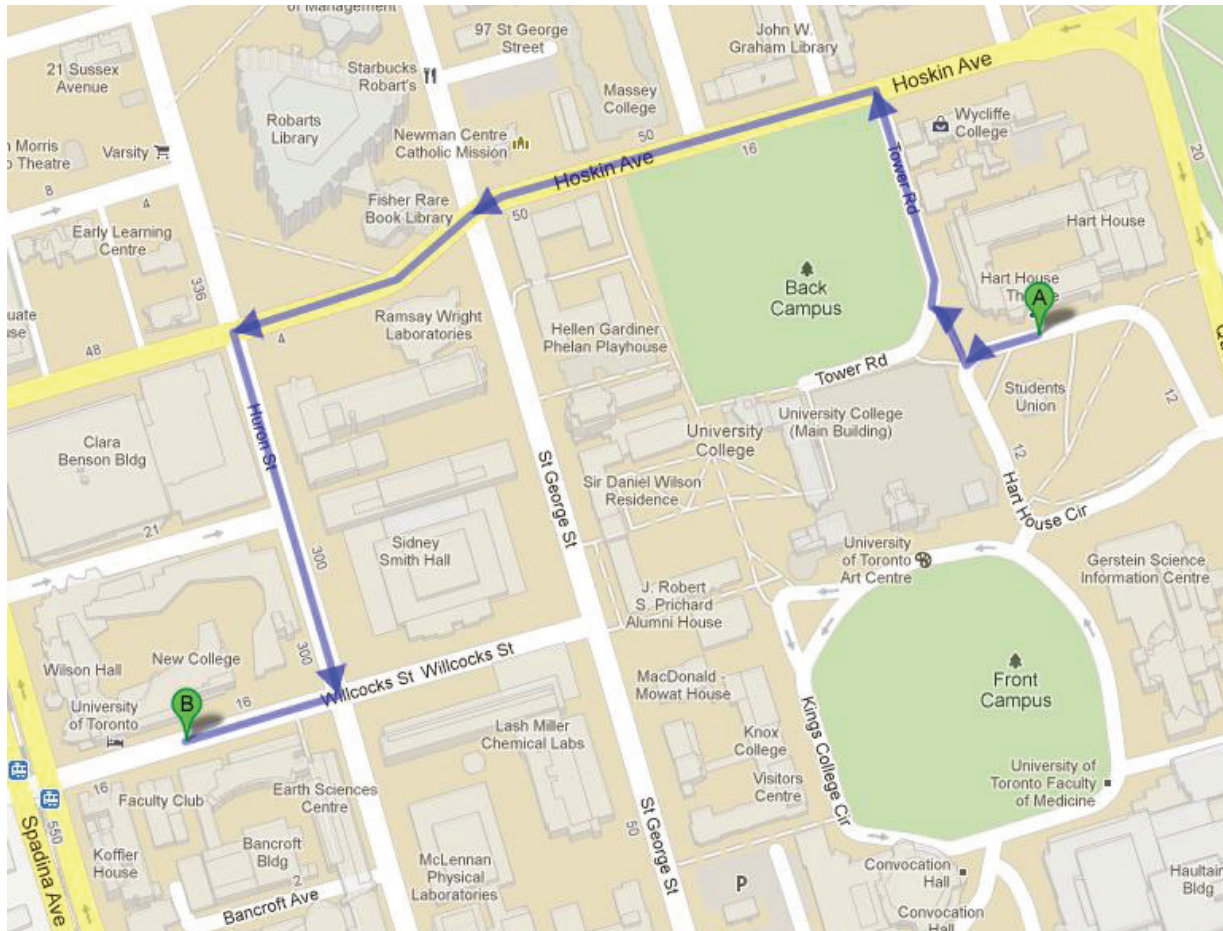 of Management
97 St George
Street
John W.
Graham Library
21 Sussex
Avenue
Starbucks
Robart's
Hoskin Ave
Massey
College
Robarts
Library
Wycliffe
College
n Morris
o Theatre
Varsity
Newman Centre
Catholic Mission
50
16
20
Hoskin Ave
Tower Rd
8
4
Fisher Rare
Book Library
50
Hart House
Early Learning
Centre
336
Hart House
Th
A
Back
Campus
uate
use
4
Ramsay Wright
Laboratories
Hellen Gardiner
Phelan Playhouse
48
Tower Rd
Students
Union
12
Qu
Huron St
University College
(Main Building)
Clara
Benson Bldg
University
College
12
St George St
Sir Daniel Wilson
Residence
Hart House Cir
21
300
Sidney
Smith Hall
University
of Toronto
Art Centre
Gerstein Science
Information Centre
J. Robert
S. Prichard
Alumni House
300
Wilson Hall
New College
Willcocks St Willcocks St
MacDonald -
Mowat House
Front
Campus
B
16
University
of Toronto
Kings College Cir
Lash Miller
Chemical Labs
Knox
College
University of
Toronto Faculty
of Medicine
Visitors
Centre
16
Faculty Club
Earth Sciences
Centre
550
Spadina Ave
St George St
50
Koffler
House
Bancroft
Bldg
McLennan
Physical
Laboratories
Convocation
Hall
Haultain
Bldg
2
P
Bancroft Ave
Convocation
Hall